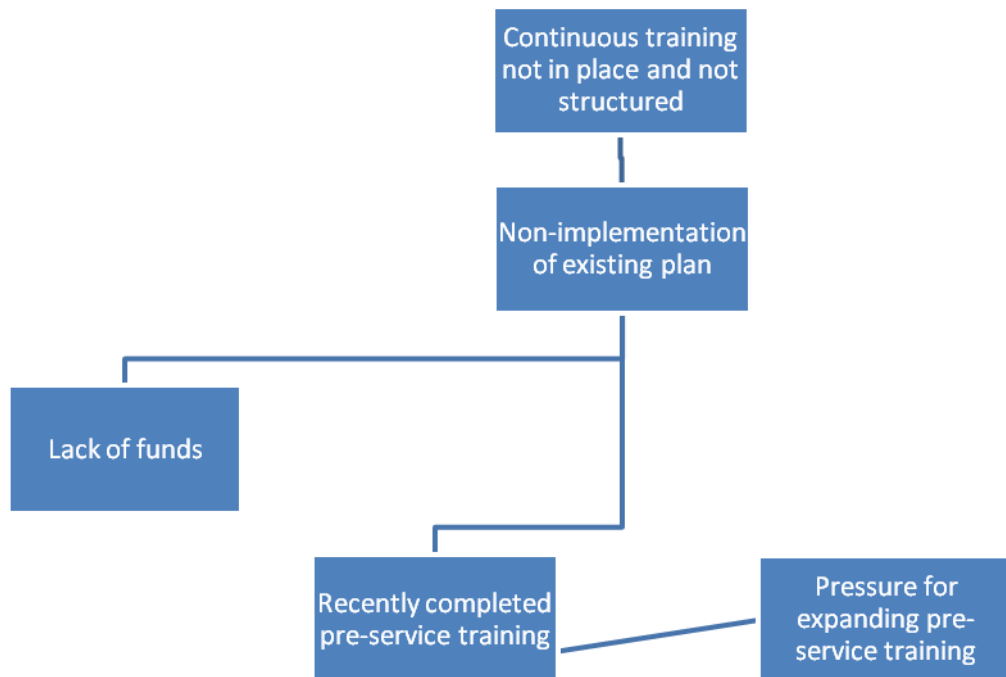 Continuous training
not in place and not
structured
Non-implementation
of existing plan
Lack of funds
Recently completed
pre-service training
Pressure for
expanding pre-
service training